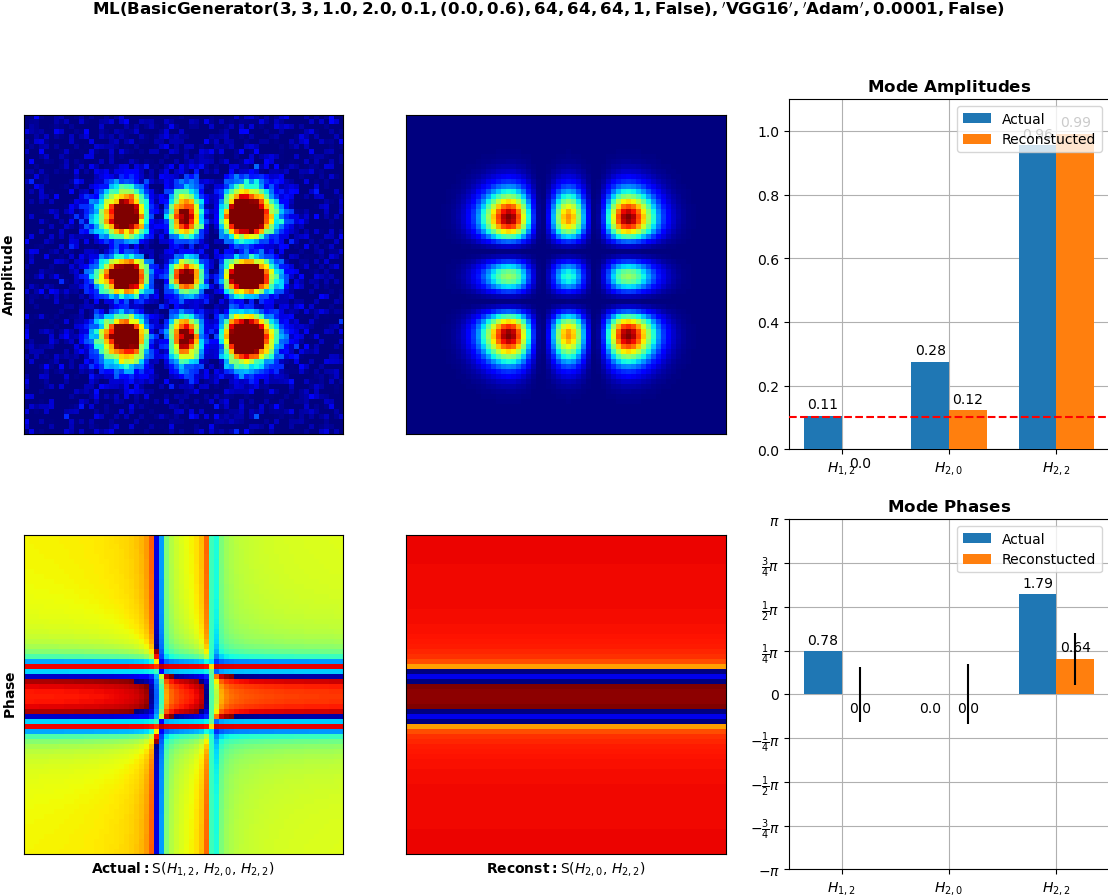 ML(BasicGenerator(3, 3, 1.0, 2.0, 0.1, (0.0, 0.6), 64, 64, 64, 1, False), ′VGG16′, ′Adam′, 0.0001, False)
Amplitude
Mode Amplitudes
Actual
Reconstucted
1.0
0.8
0.6
0.4
0.2
0.0
0.11
0.0
0.28
0.12
0.96
0.99
H1,2
H2,0
H2,2
Phase
Actual: S(H1,2, H2,0, H2,2)
Reconst: S(H2,0, H2,2)
Mode Phases
Actual
Reconstucted
π
3/4π
1/2π
1/4π
0
−1/4π
−1/2π
−3/4π
−π
0.78
0.0
0.0
0.0
1.79
0.64
H1,2
H2,0
H2,2